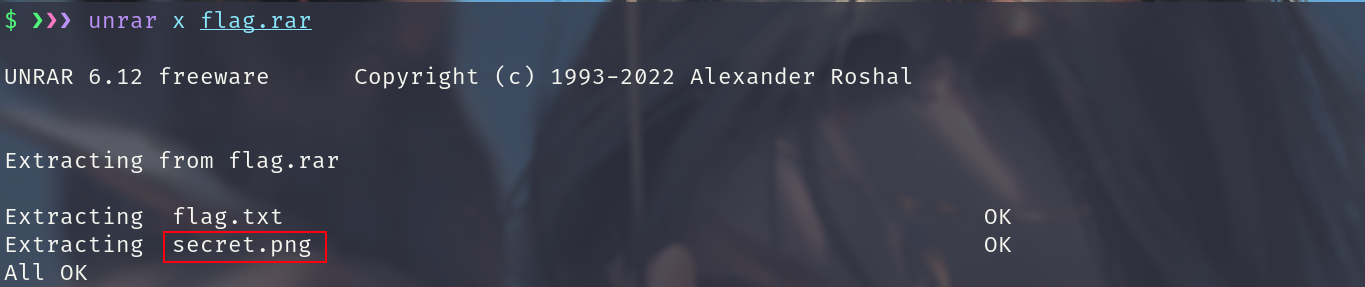 $ ❯❯❯ unrar x flag.rar
UNRAR 6.12 freeware      Copyright (c) 1993-2022 Alexander Roshal
Extracting from flag.rar
Extracting  flag.txt                                                  OK
Extracting  secret.png                                                OK
All OK